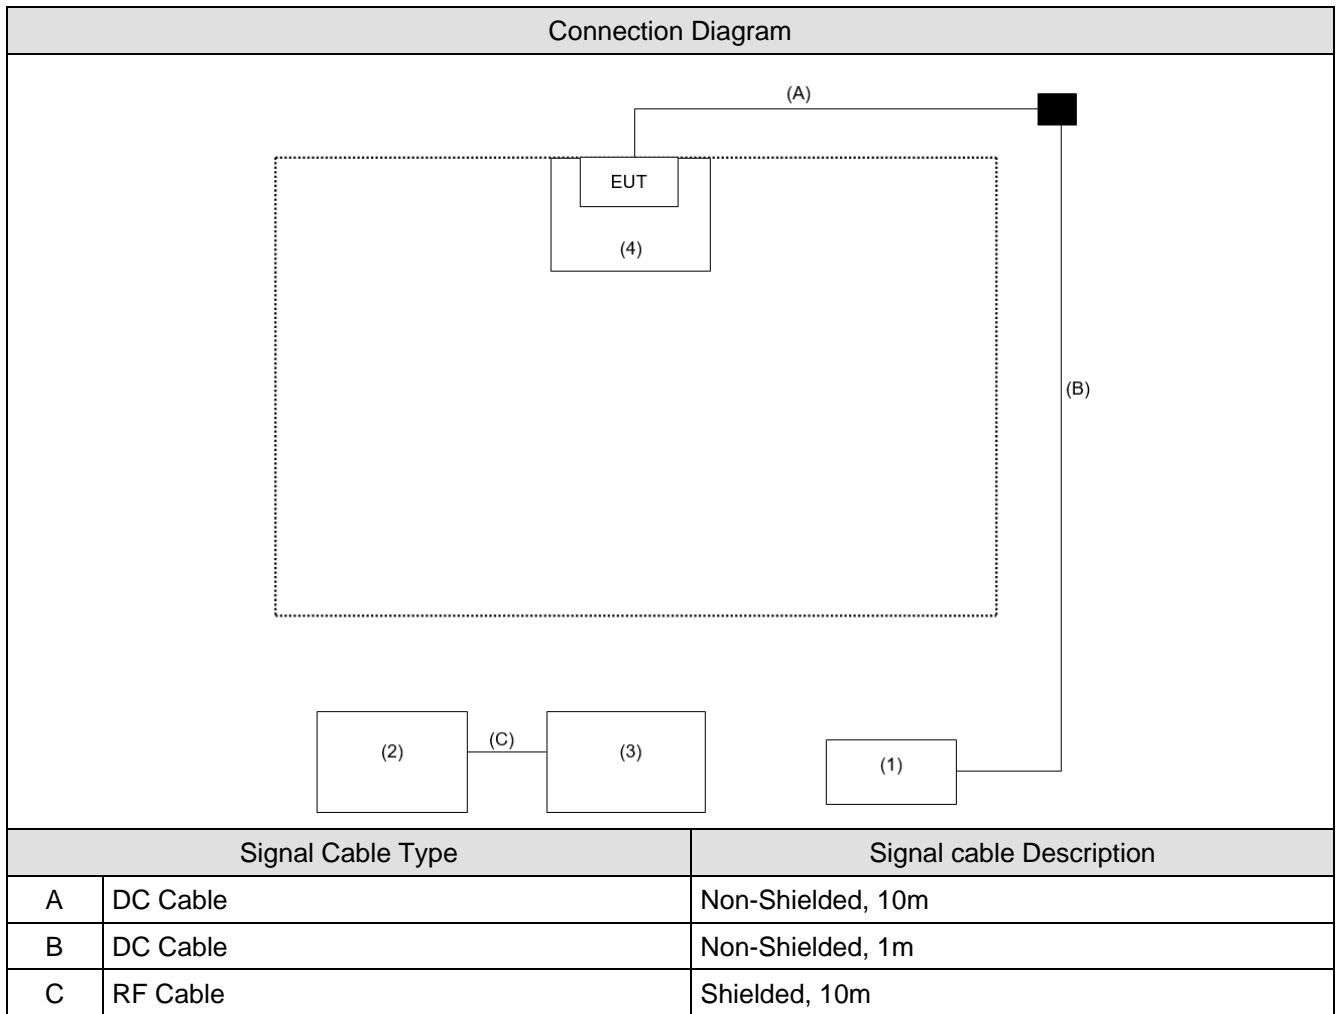 Connection Diagram
(A)
EUT
(4)
(B)
(2)
(C)
(3)
(1)
Signal Cable Type Signal cable Description
A DC Cable Non-Shielded, 10m
B DC Cable Non-Shielded, 1m
C RF Cable Shielded, 10m